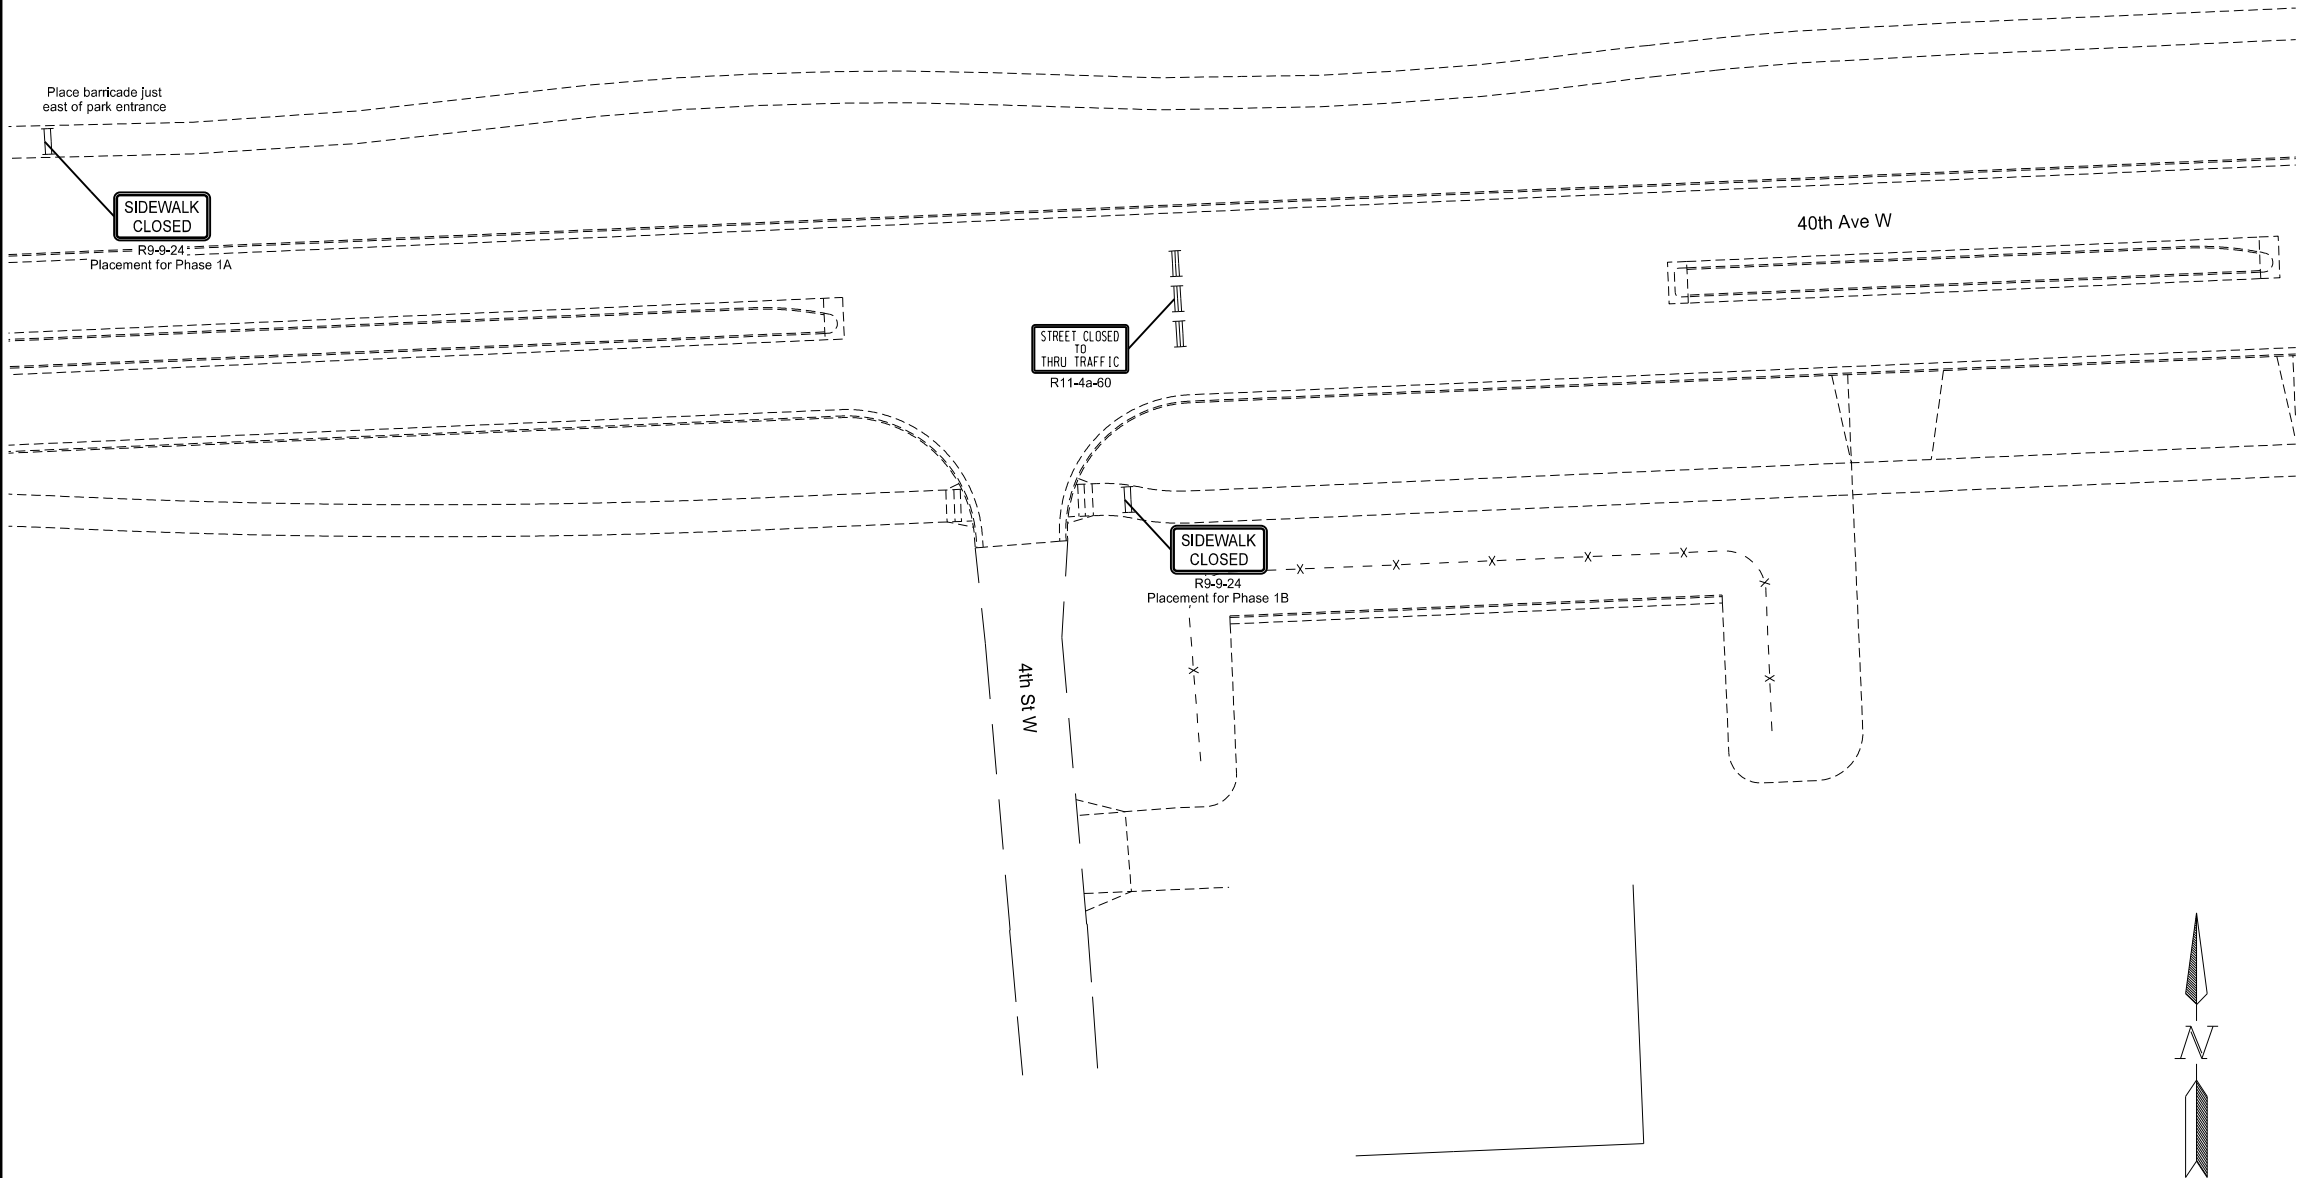 Place barricade just
east of park entrance
SIDEWALK
CLOSED
R9-9-24
Placement for Phase 1A
40th Ave W
STREET CLOSED
TO
THRU TRAFFIC
R11-4a-60
SIDEWALK
CLOSED
R9-9-24
Placement for Phase 1B
4th St W
N